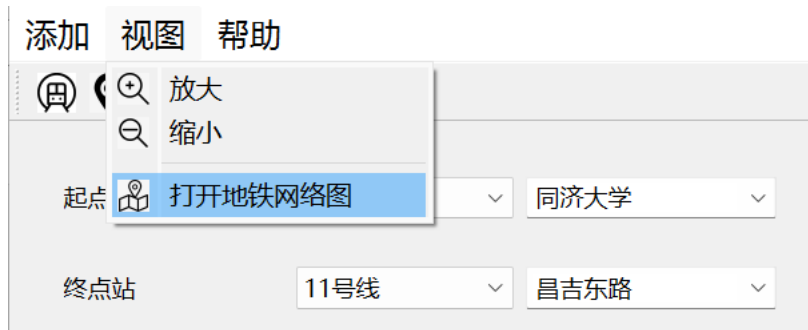 添加 视图 帮助
放大
缩小
打开地铁网络图
起点
同济大学
终点站 11号线 昌吉东路